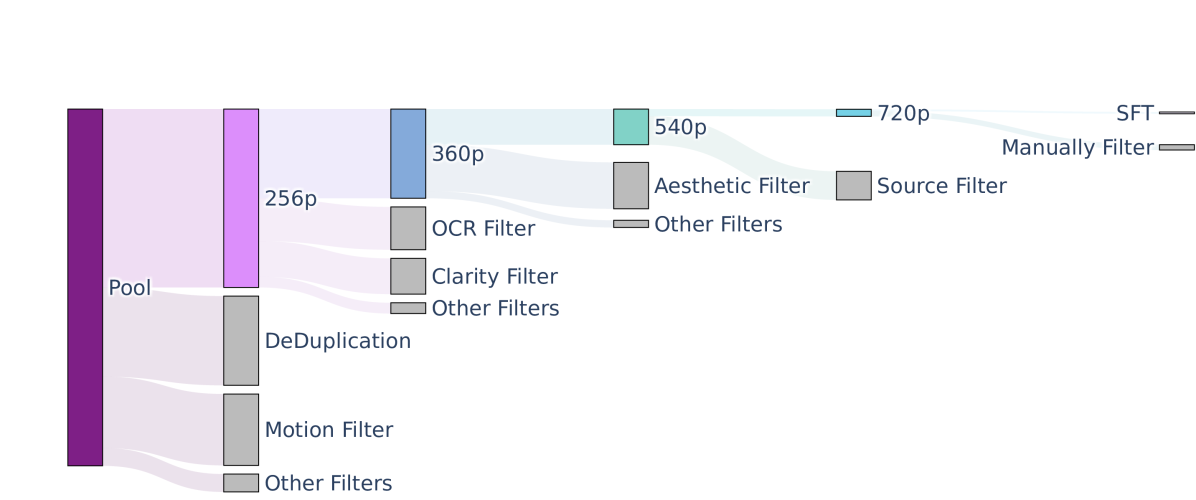 Pool
256p
DeDuplication
Motion Filter
Other Filters
360p
OCR Filter
Clarity Filter
Other Filters
540p
Aesthetic Filter
Other Filters
720p
Source Filter
SFT
Manually Filter